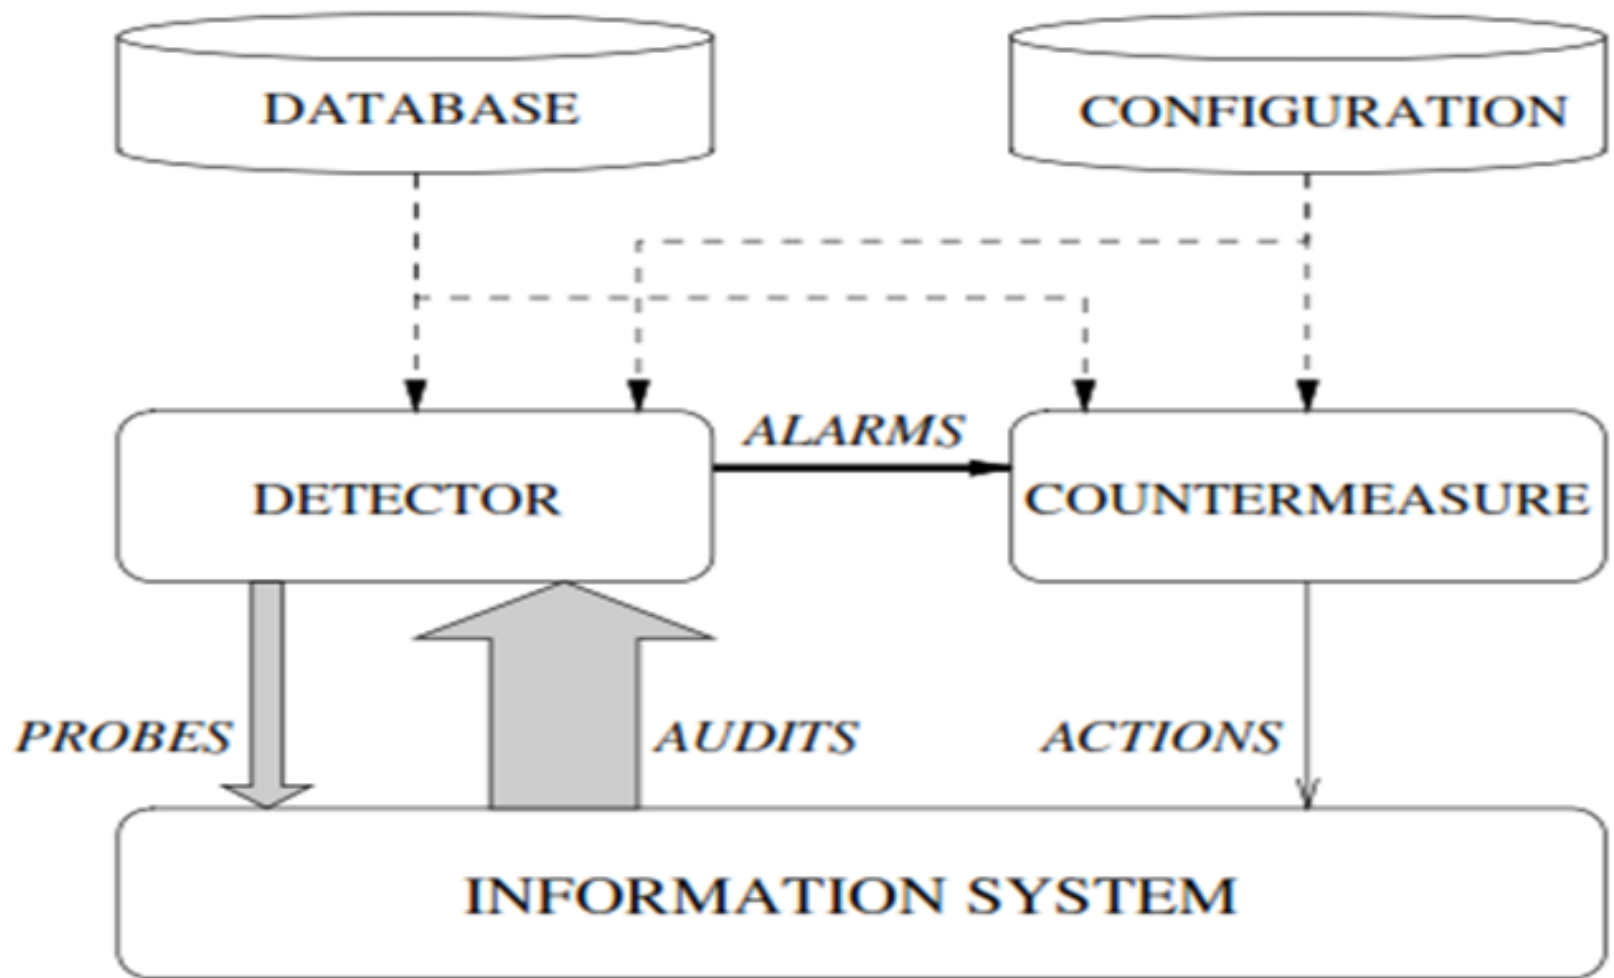 DATABASE
CONFIGURATION
ALARMS
DETECTOR
COUNTERMEASURE
PROBES
AUDITS
ACTIONS
INFORMATION SYSTEM